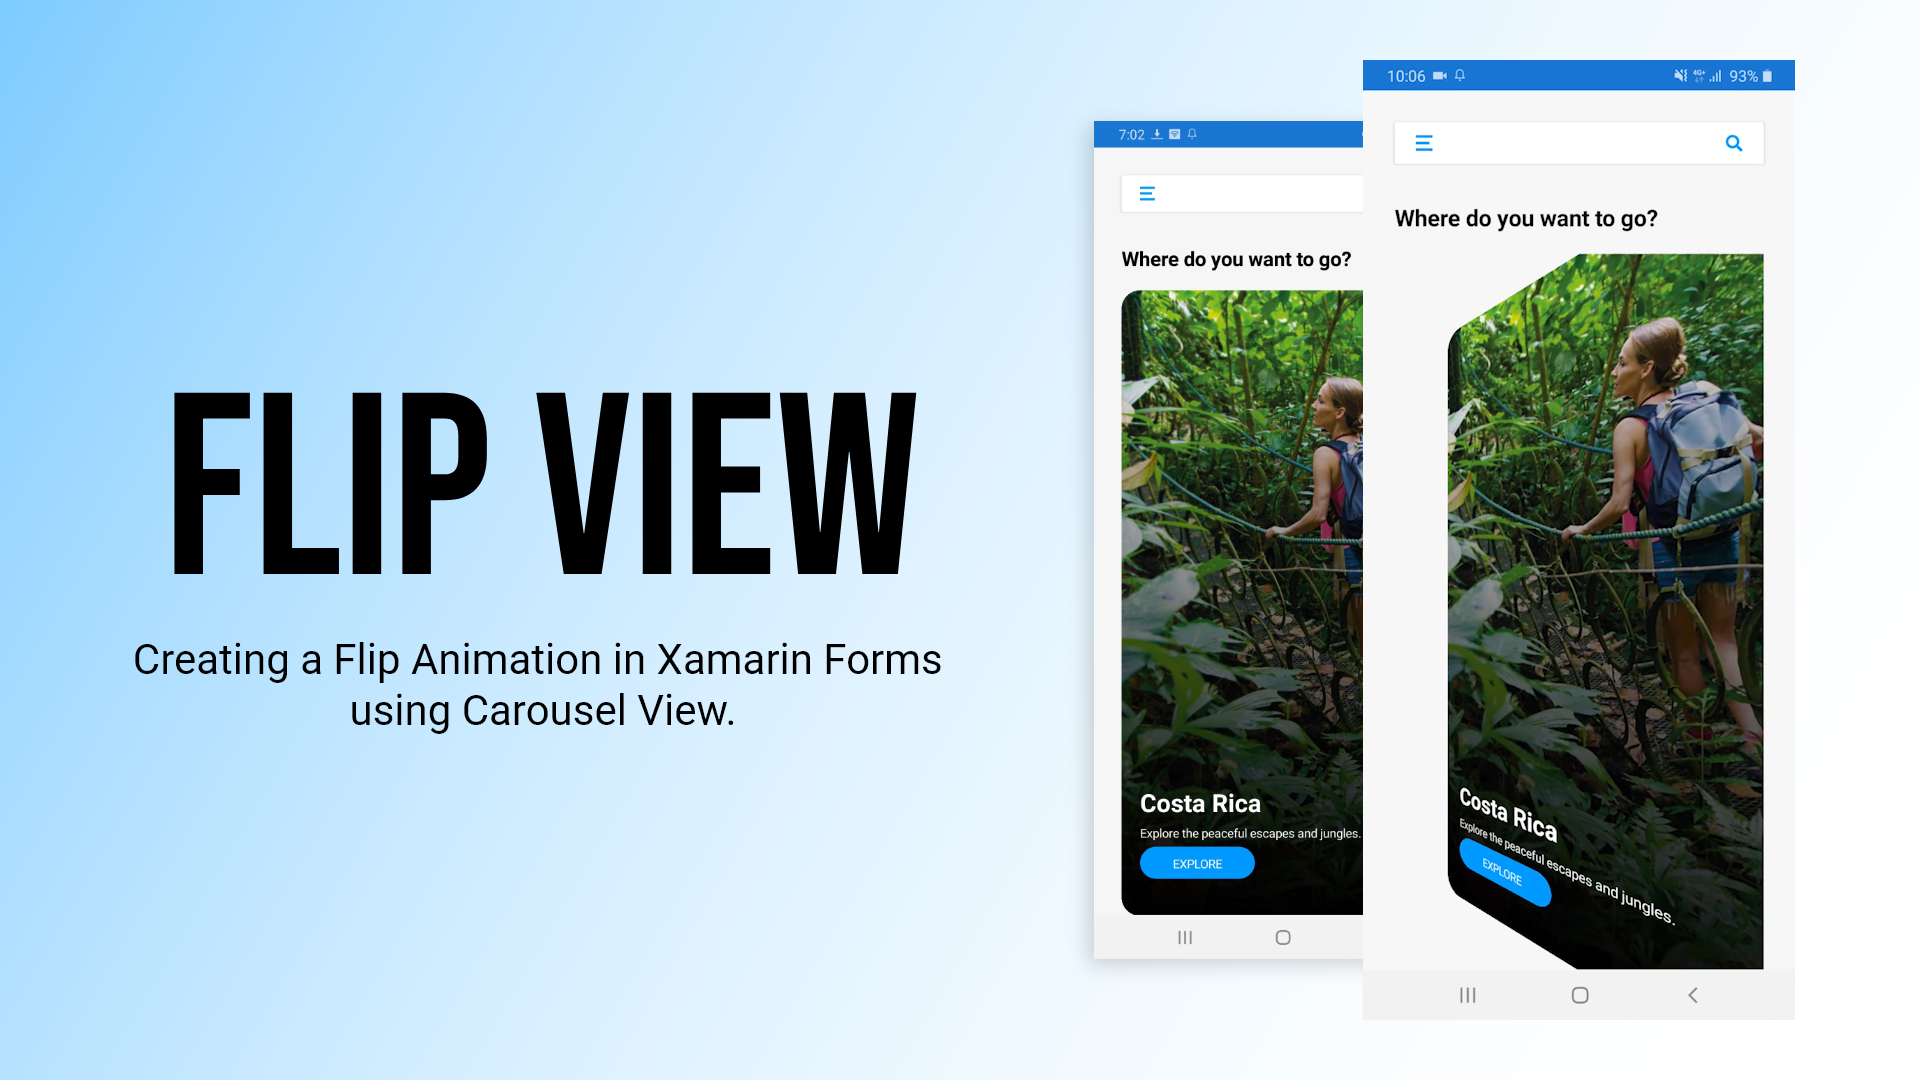 FLIP VIEW
Creating a Flip Animation in Xamarin Forms
using Carousel View.
7:02
Where do you want to go?
Costa Rica
Explore the peaceful escapes and jungles.
EXPLORE
10:06
4G+
93%
Where do you want to go?
Costa Rica
Explore the peaceful escapes and jungles.
EXPLORE